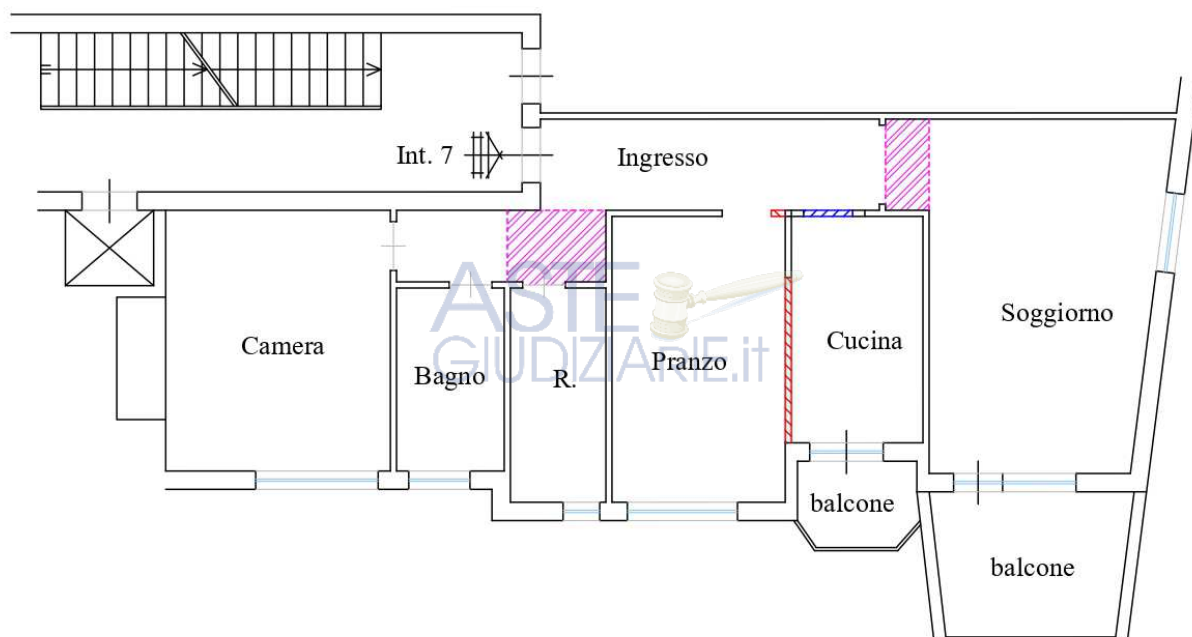 Int. 7
Ingresso
Soggiorno
Camera
Cucina
Pranzo
Bagno
R.
ASTE
GIUDIZIARIE.it
balcone
balcone